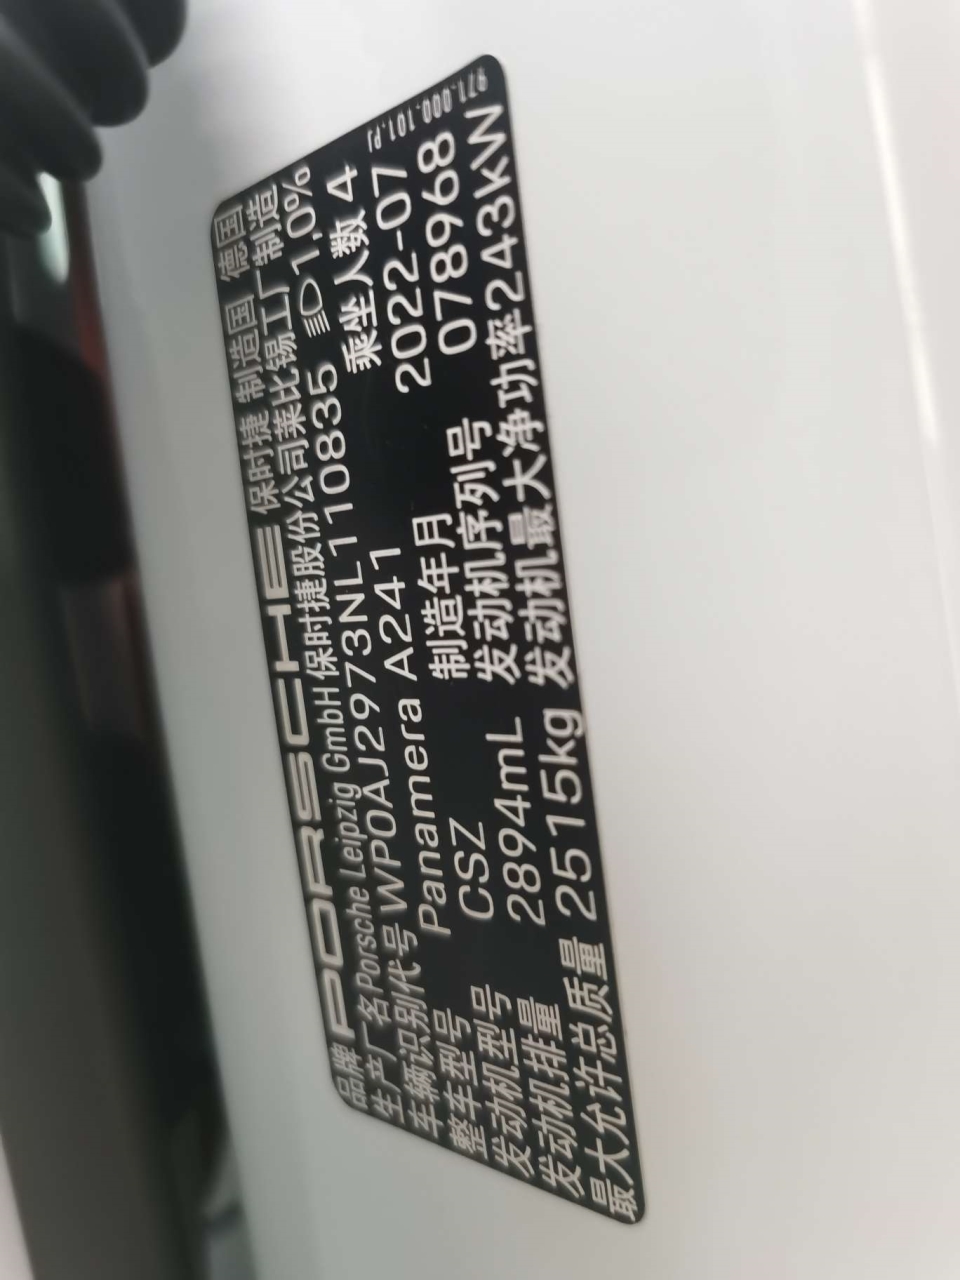 971.000.101.PJ
品牌 PORSCHE 保时捷 制造国 德国
生产厂名 Porsche Leipzig GmbH 保时捷股份公司莱比锡工厂制造
车辆识别代号 WP0AJ2973NL110835 1,0%
整车型号 Panamera A241 乘坐人数 4
发动机型号 CSZ 制造年月 2022-07
发动机排量 2894mL 发动机序列号 078968
最大允许总质量 2515kg 发动机最大净功率 243kW